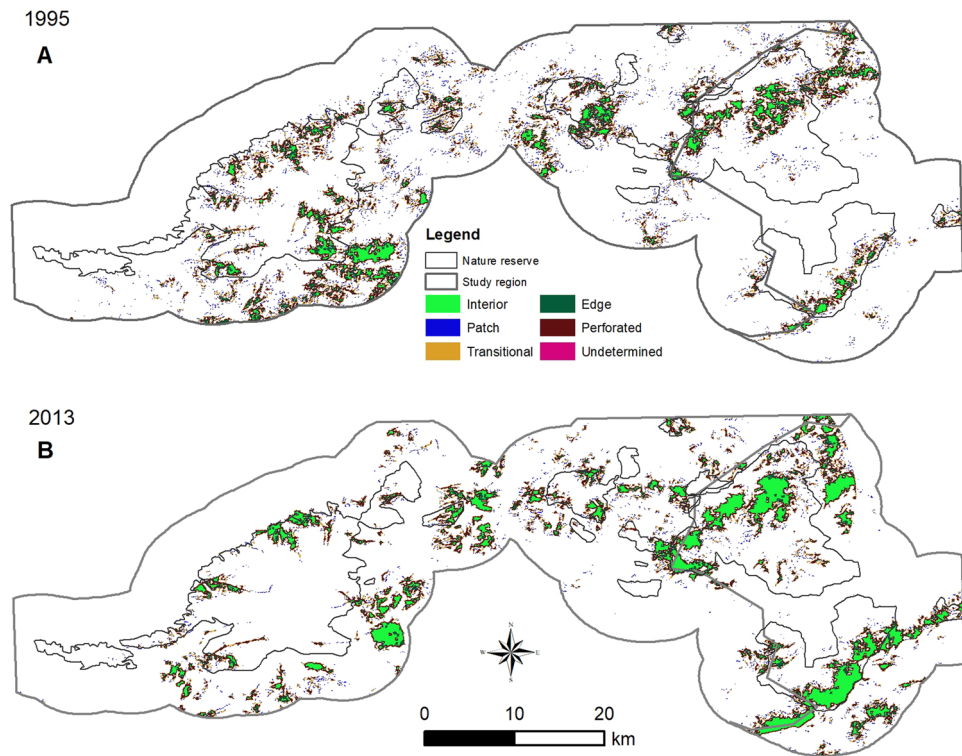 1995
A
Legend
Nature reserve
Study region
Interior Edge
Patch Perforated
Transitional Undetermined
2013
B
N
W E
S
0 10 20
km